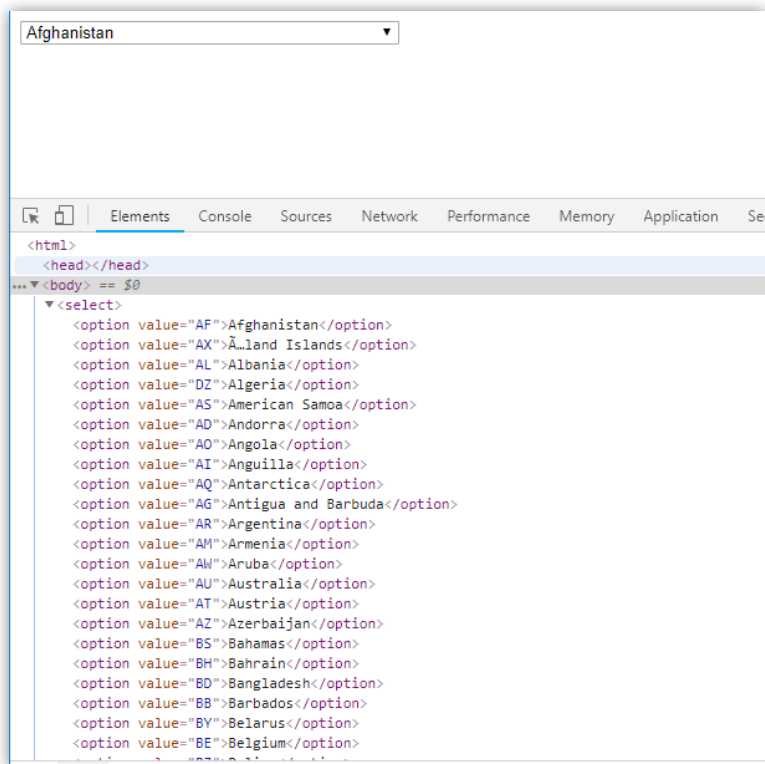 Afghanistan
Elements Console Sources Network Performance Memory Application Se
<html>
<head></head>
<body> == $0
<select>
<option value="AF">Afghanistan</option>
<option value="AX">Ã…land Islands</option>
<option value="AL">Albania</option>
<option value="DZ">Algeria</option>
<option value="AS">American Samoa</option>
<option value="AD">Andorra</option>
<option value="AO">Angola</option>
<option value="AI">Anguilla</option>
<option value="AQ">Antarctica</option>
<option value="AG">Antigua and Barbuda</option>
<option value="AR">Argentina</option>
<option value="AM">Armenia</option>
<option value="AW">Aruba</option>
<option value="AU">Australia</option>
<option value="AT">Austria</option>
<option value="AZ">Azerbaijan</option>
<option value="BS">Bahamas</option>
<option value="BH">Bahrain</option>
<option value="BD">Bangladesh</option>
<option value="BB">Barbados</option>
<option value="BY">Belarus</option>
<option value="BE">Belgium</option>